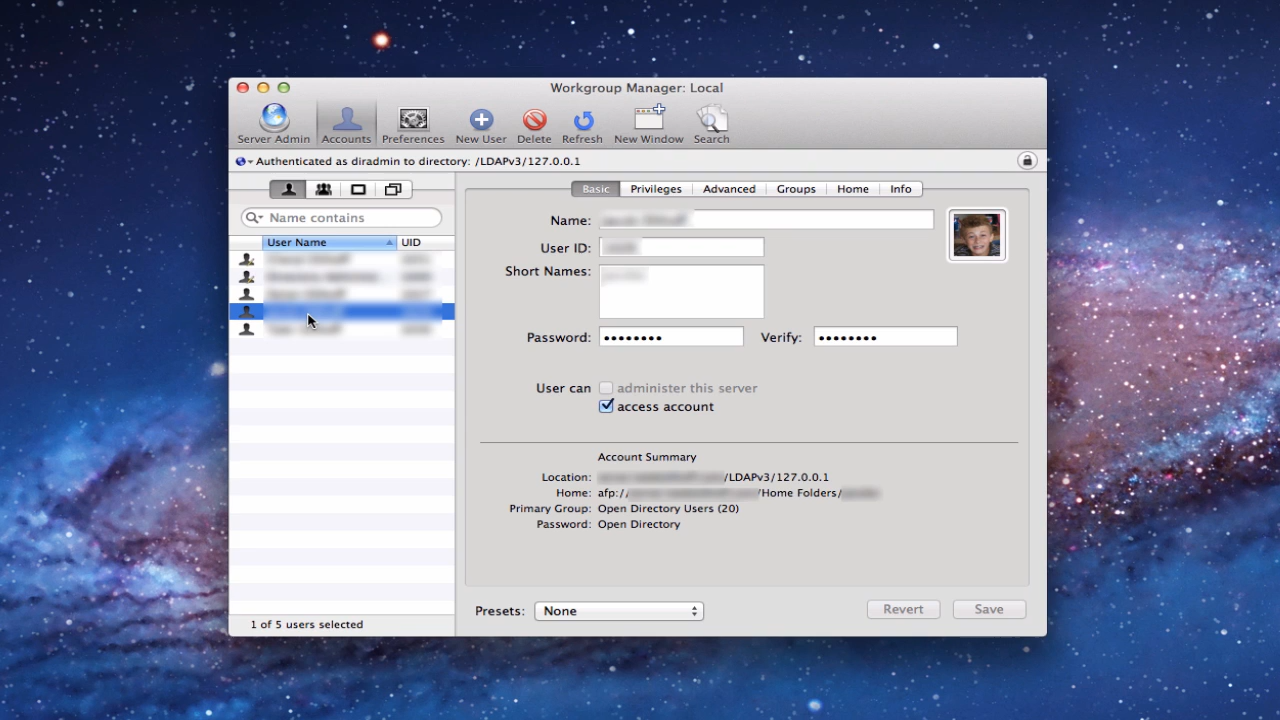 Workgroup Manager: Local
Server Admin Accounts Preferences New User Delete Refresh New Window Search
Authenticated as diradmin to directory: /LDAPv3/127.0.0.1
Basic Privileges Advanced Groups Home Info
Name contains
User Name UID
Name:
User ID:
Short Names:
Password: •••••••• Verify: ••••••••
User can administer this server
access account
Account Summary
Location: /LDAPv3/127.0.0.1
Home: afp:// /Home Folders/
Primary Group: Open Directory Users (20)
Password: Open Directory
Presets: None Revert Save
1 of 5 users selected